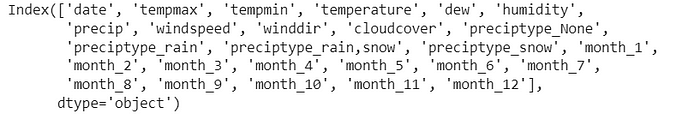 Index(['date', 'tempmax', 'tempmin', 'temperature', 'dew', 'humidity',
'precip', 'windspeed', 'winddir', 'cloudcover', 'preciptype_None',
'preciptype_rain', 'preciptype_rain,snow', 'preciptype_snow', 'month_1',
'month_2', 'month_3', 'month_4', 'month_5', 'month_6', 'month_7',
'month_8', 'month_9', 'month_10', 'month_11', 'month_12'],
dtype='object')